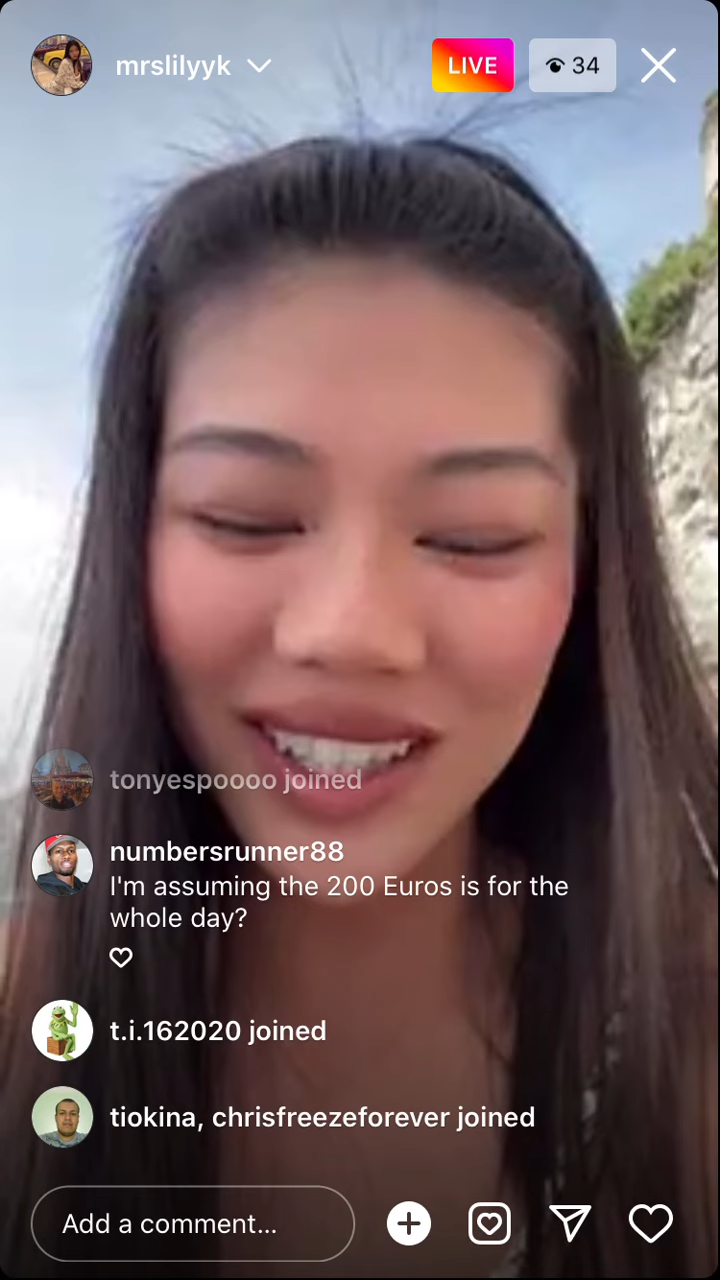 mrslilyyk
LIVE
34
tonyespoooo joined
numbersrunner88
I'm assuming the 200 Euros is for the
whole day?
t.i.162020 joined
tiokina, chrisfreezeforever joined
Add a comment...